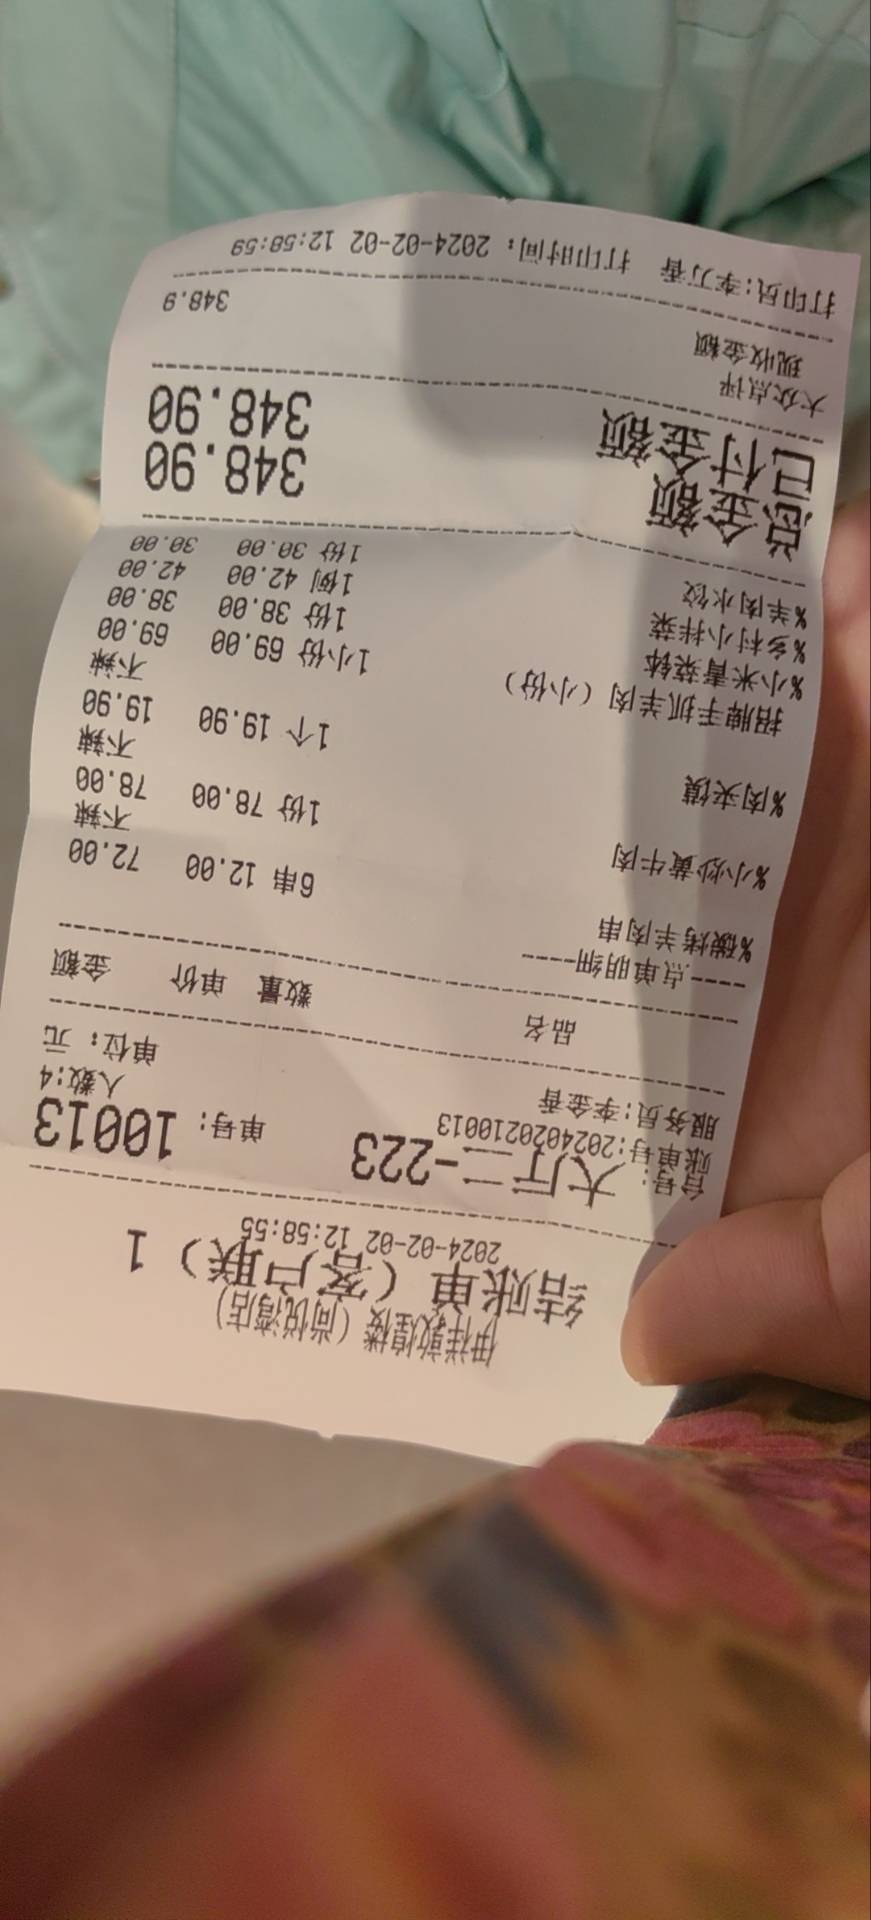 伊祥敦煌楼（尚悦湾店）
结账单（客户联） 1
2024-02-02 12:58:55
台号：大厅二-223 单号：10013
账单号:2024020210013 人数:4
服务员:李金香 单位：元
品名 数量 单价 金额
----点单明细----
%碳烤羊肉串 6串 12.00 72.00
不辣
%小炒黄牛肉 1份 78.00 78.00
不辣
%肉夹馍 1个 19.90 19.90
不辣
招牌手抓羊肉（小份） 1小份 69.00 69.00
%小米青菜钵 1份 38.00 38.00
%乡村小拌菜 1例 42.00 42.00
%羊肉水饺 1份 30.00 30.00
总金额 348.90
已付金额 348.90
大众点评
现收金额 348.9
打印员:李万香 打印时间：2024-02-02 12:58:59